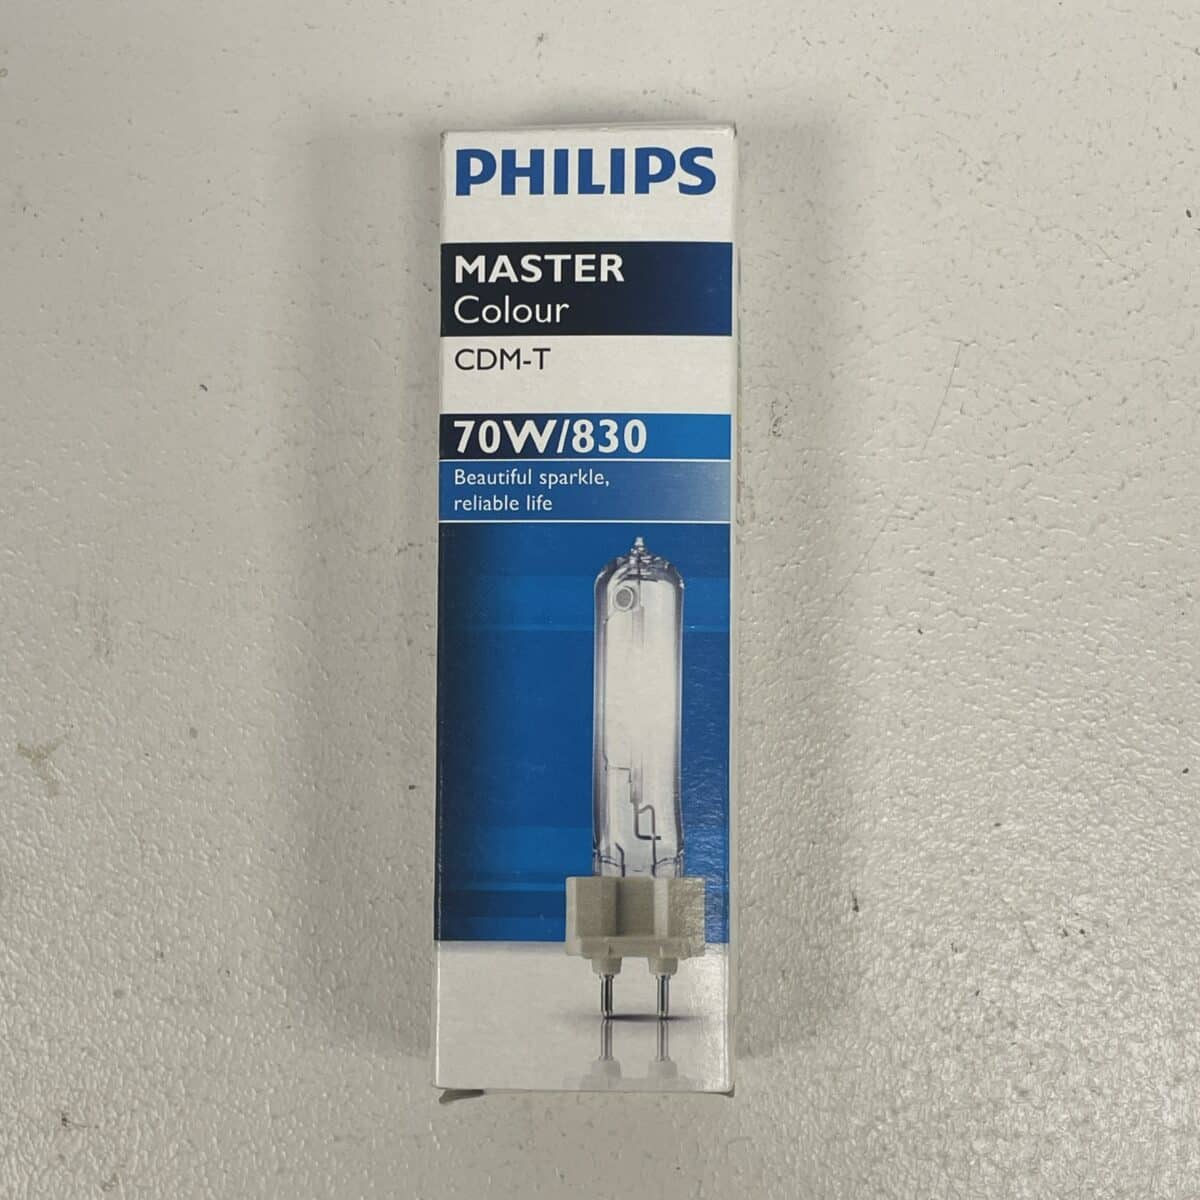 PHILIPS
MASTER
Colour
CDM-T
70W/830
Beautiful sparkle,
reliable life